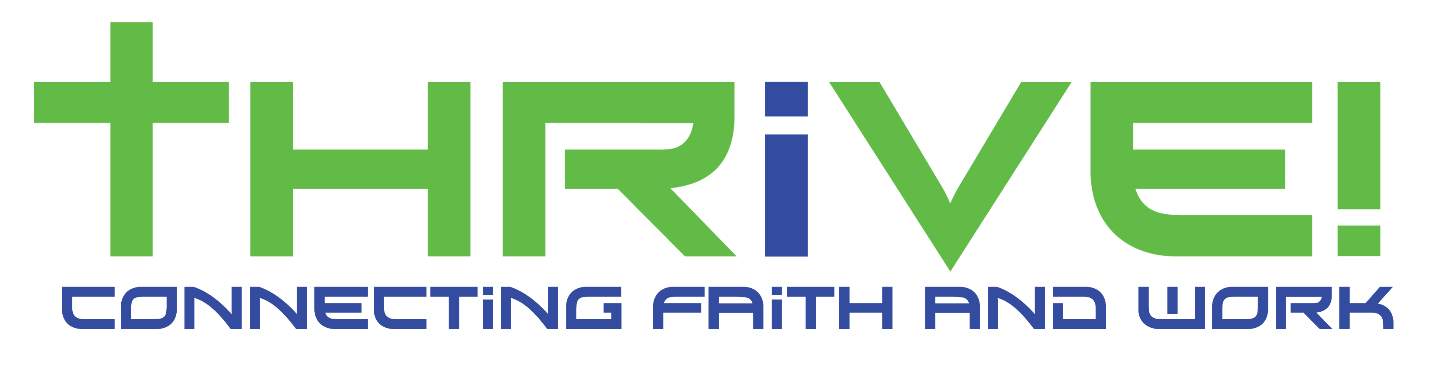 tHRiVE!
CONNECTiNG FAiTH AND WORK